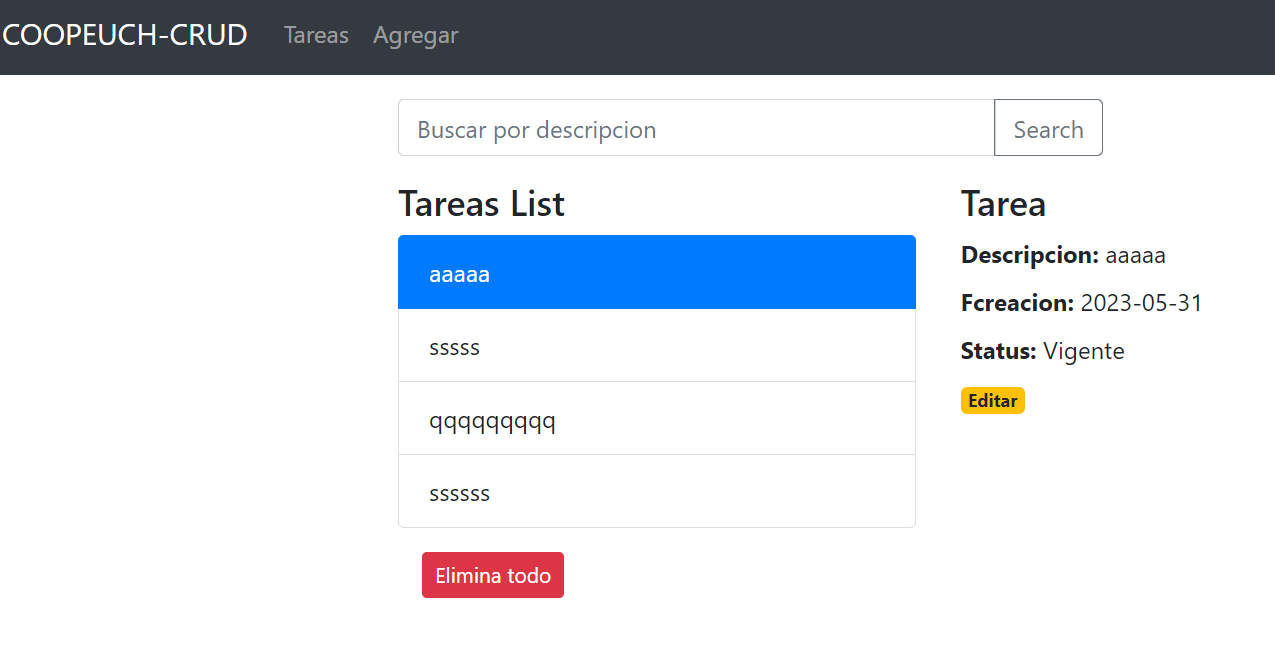 COOPEUCH-CRUD Tareas Agregar
Buscar por descripcion Search
Tareas List
aaaaa
sssss
qqqqqqqqq
ssssss
Elimina todo
Tarea
Descripcion: aaaaa
Fcreacion: 2023-05-31
Status: Vigente
Editar